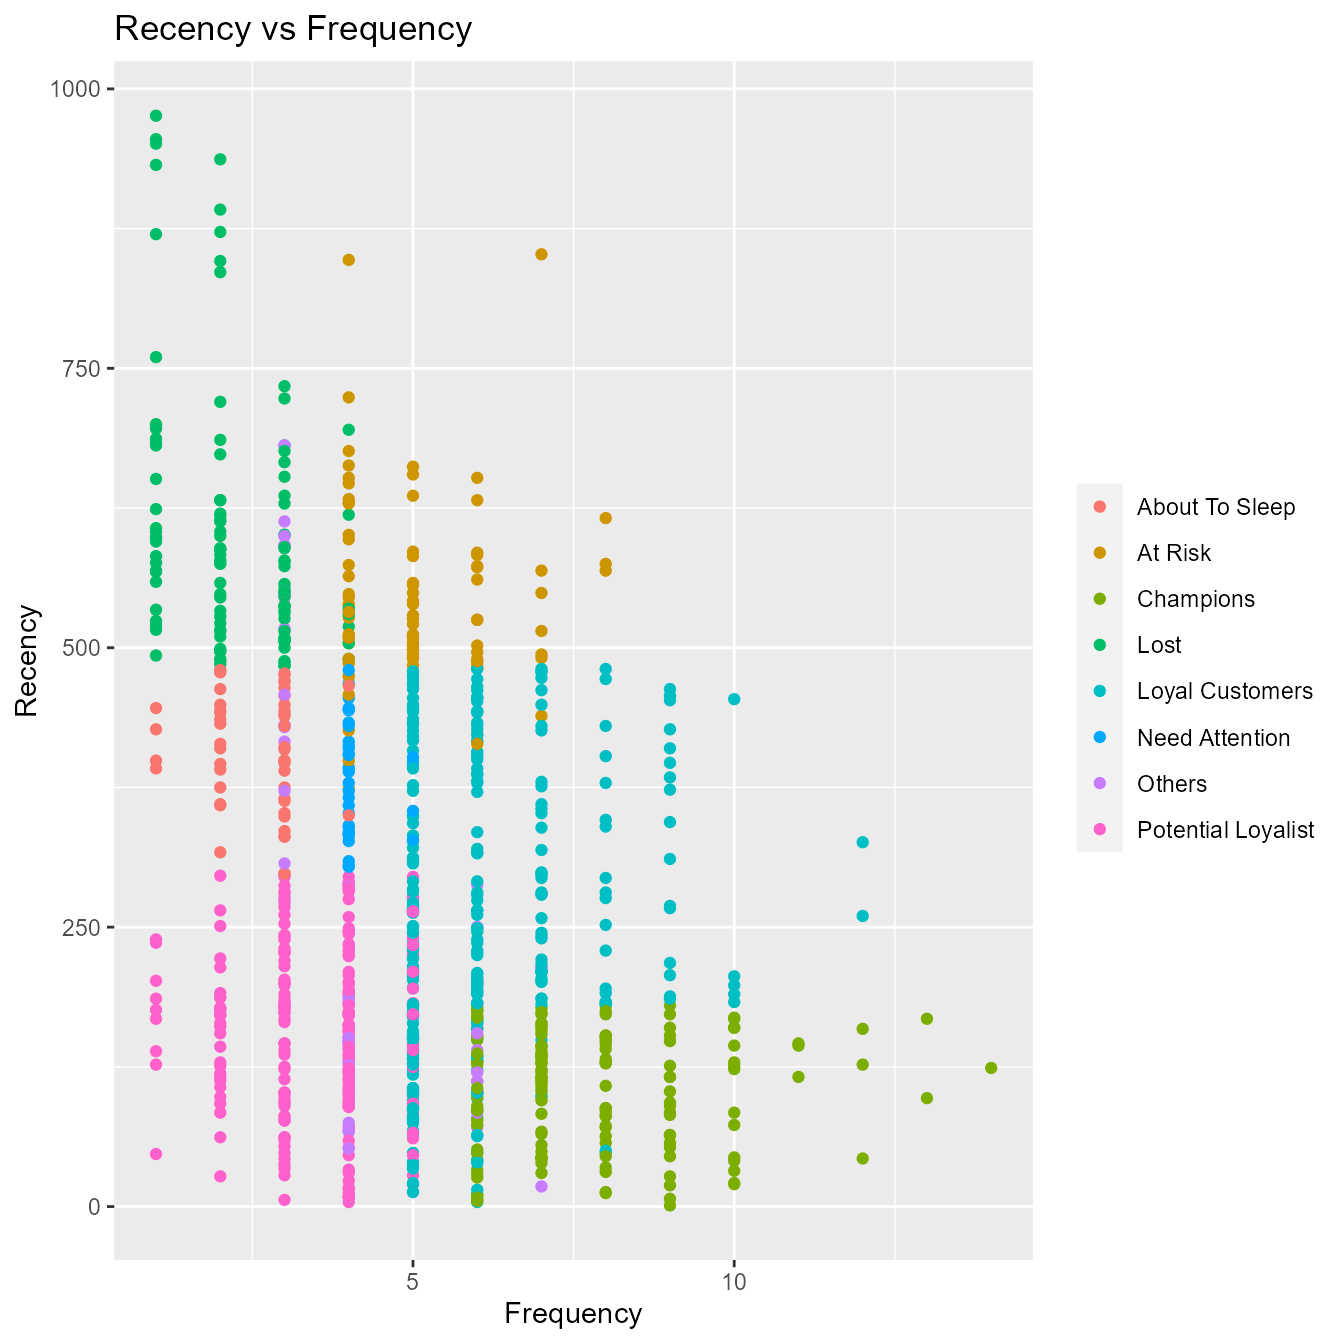 Recency vs Frequency
1000
750
500
250
0
Recency
5
10
Frequency
About To Sleep
At Risk
Champions
Lost
Loyal Customers
Need Attention
Others
Potential Loyalist